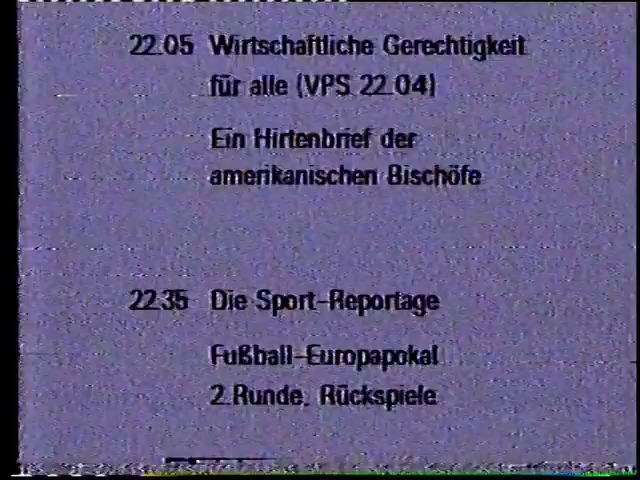 22.05 Wirtschaftliche Gerechtigkeit
für alle (VPS 22.04)
Ein Hirtenbrief der
amerikanischen Bischöfe
22.35 Die Sport-Reportage
Fußball-Europapokal
2.Runde, Rückspiele